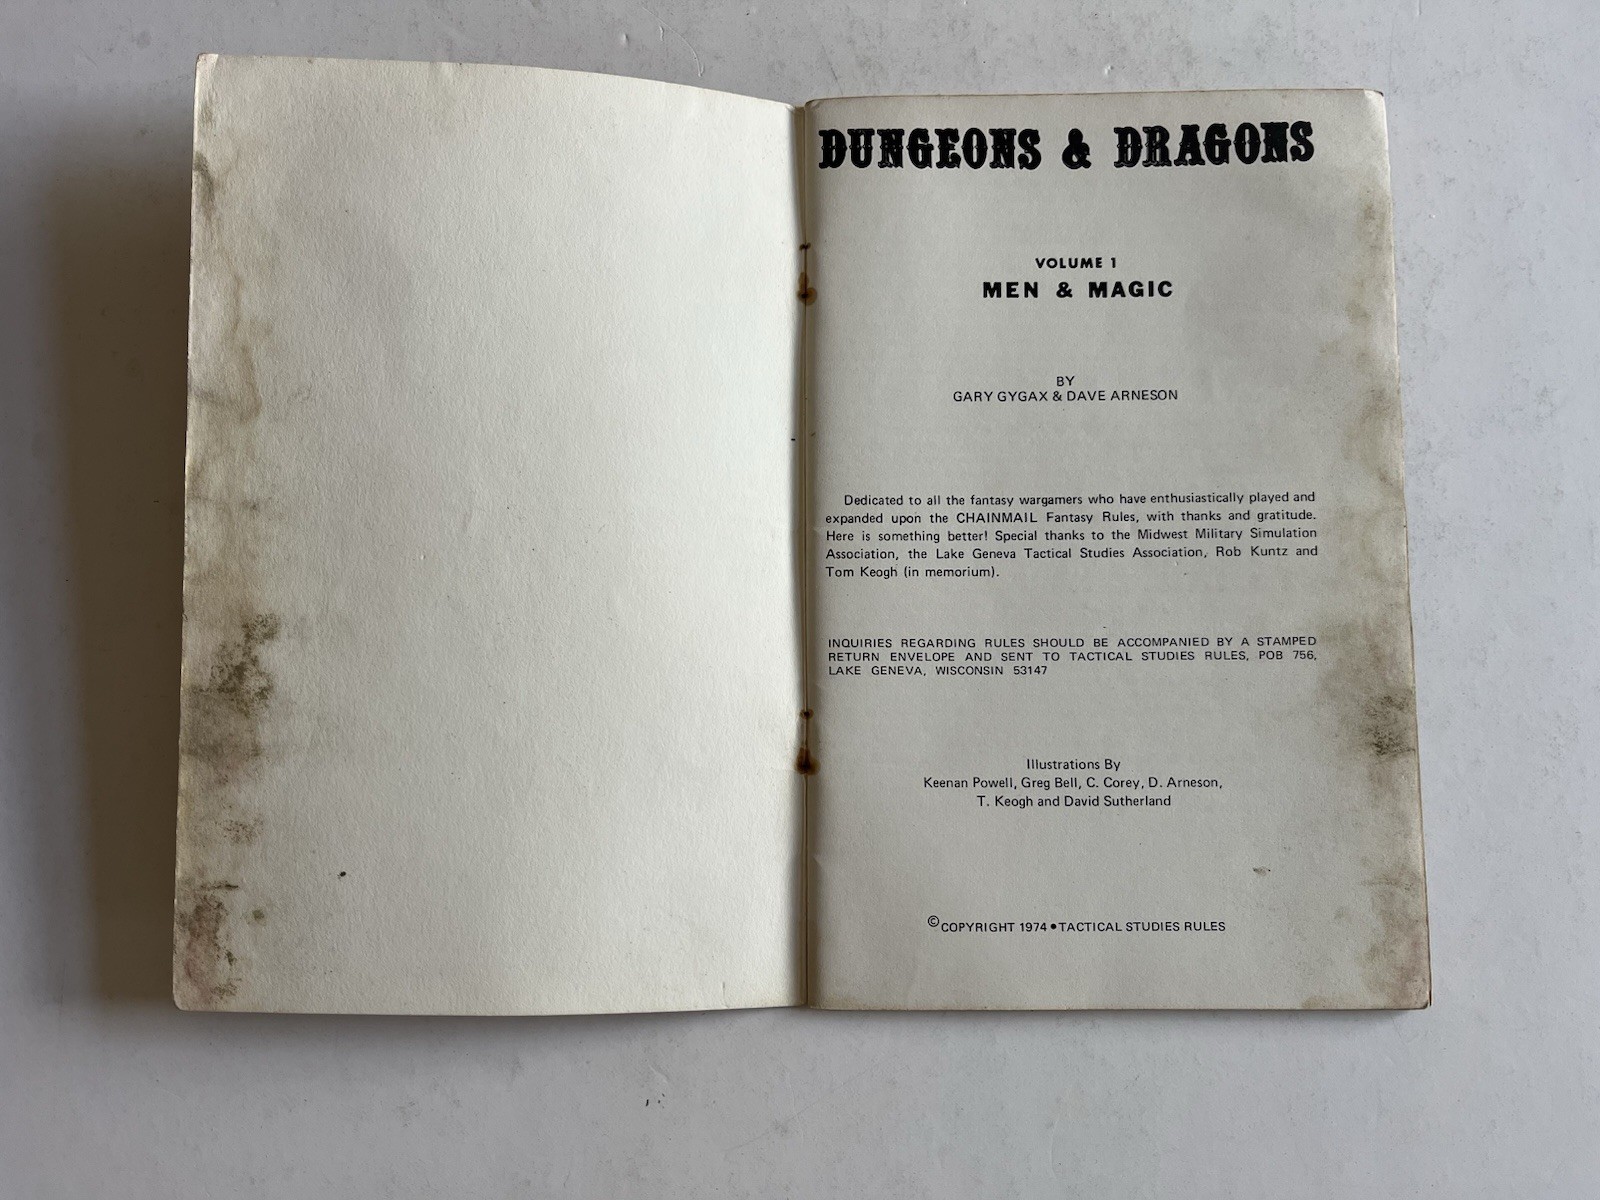 DUNGEONS & DRAGONS
VOLUME 1
MEN & MAGIC
BY
GARY GYGAX & DAVE ARNESON
Dedicated to all the fantasy wargamers who have enthusiastically played and
expanded upon the CHAINMAIL Fantasy Rules, with thanks and gratitude.
Here is something better! Special thanks to the Midwest Military Simulation
Association, the Lake Geneva Tactical Studies Association, Rob Kuntz and
Tom Keogh (in memorium).
INQUIRIES REGARDING RULES SHOULD BE ACCOMPANIED BY A STAMPED
RETURN ENVELOPE AND SENT TO TACTICAL STUDIES RULES, POB 756,
LAKE GENEVA, WISCONSIN 53147
Illustrations By
Keenan Powell, Greg Bell, C. Corey, D. Arneson,
T. Keogh and David Sutherland
©COPYRIGHT 1974 • TACTICAL STUDIES RULES